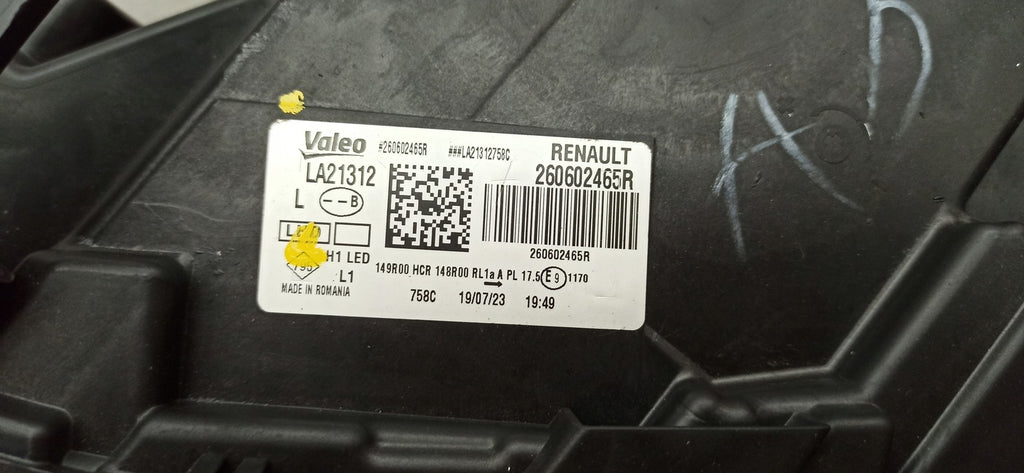 Valeo #260602465R ###LA21312758C RENAULT
LA21312 260602465R
L --B
260602465R
H1 LED
L1 149R00 HCR 148R00 RL1a A PL 17.5 E9 1170
MADE IN ROMANIA
758C 19/07/23 19:49